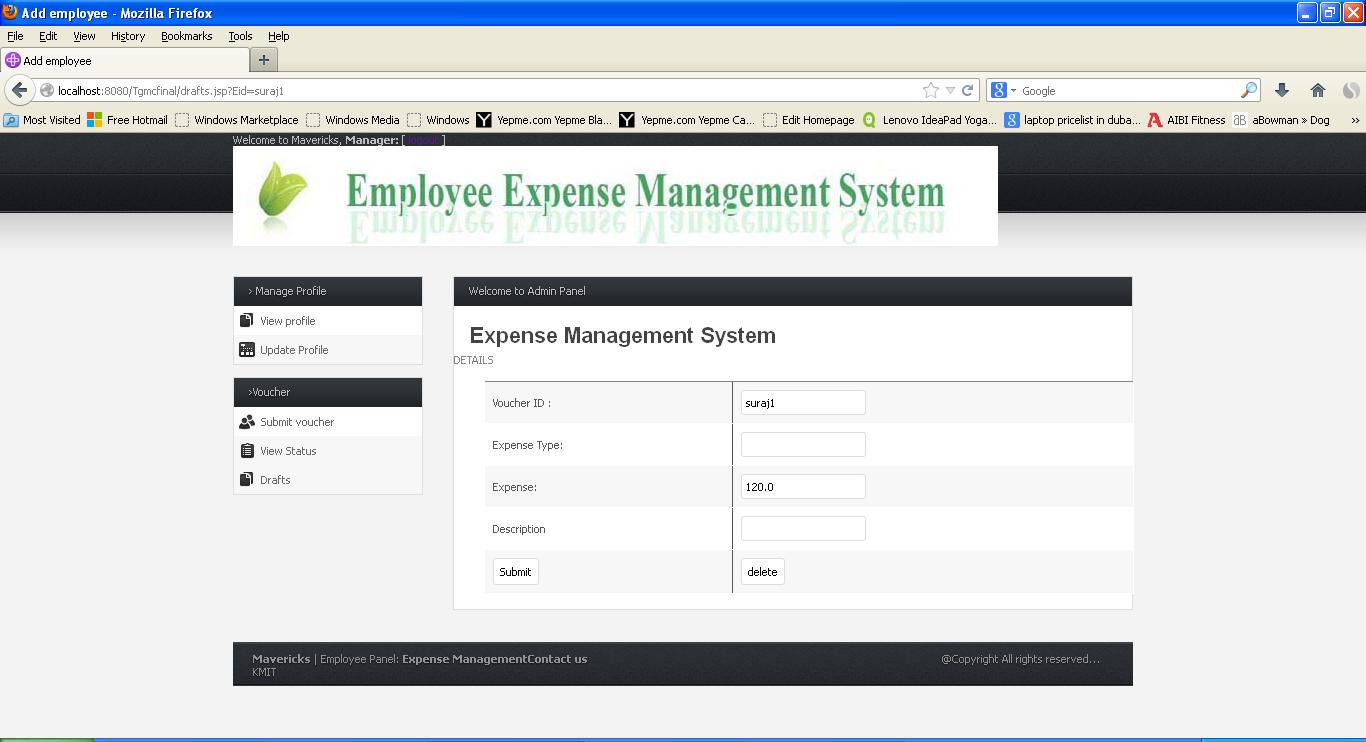 Add employee - Mozilla Firefox
File Edit View History Bookmarks Tools Help
Add employee
localhost:8080/Tgmcfinal/drafts.jsp?Eid=suraj1 Google
Most Visited Free Hotmail Windows Marketplace Windows Media Windows Yepme.com Yepme Bla... Yepme.com Yepme Ca... Edit Homepage Lenovo IdeaPad Yoga... laptop pricelist in duba... AIBI Fitness aBowman » Dog »
Welcome to Mavericks, Manager: [ logout ]
Employee Expense Management System
› Manage Profile
View profile
Update Profile
›Voucher
Submit voucher
View Status
Drafts
Welcome to Admin Panel
Expense Management System
DETAILS
Voucher ID : suraj1
Expense Type:
Expense: 120.0
Description
Submit delete
Mavericks | Employee Panel: Expense ManagementContact us @Copyright All rights reserved...
KMIT